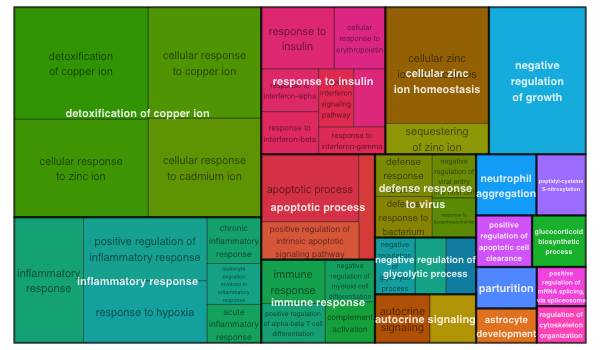 detoxification
of copper ion
cellular response
to copper ion
detoxification of copper ion
cellular response
to zinc ion
cellular response
to cadmium ion
response to
insulin
cellular
response to
erythropoietin
response to insulin
interferon-alpha
interferon
signaling
pathway
response to
interferon-beta
response to
interferon-gamma
cellular zinc
cellular zinc
ion homeostasis
sequestering
of zinc ion
negative
regulation
of growth
apoptotic process
apoptotic process
positive regulation of
intrinsic apoptotic
signaling pathway
defense
response
negative
regulation of
viral entry
defense response
to virus
response to
bacterium
neutrophil
aggregation
peptidyl-cysteine
S-nitrosylation
positive
regulation of
apoptotic cell
clearance
glucocorticoid
biosynthetic
process
inflammatory
response
positive regulation of
inflammatory response
inflammatory response
response to hypoxia
chronic
inflammatory
response
leukocyte
migration
involved in
inflammatory
response
acute
inflammatory
response
immune
response
negative
regulation of
myeloid cell
differentiation
immune response
positive regulation
of alpha-beta T cell
differentiation
complement
activation
negative
regulation
negative regulation of
glycolytic process
process
autocrine
signaling
autocrine signaling
parturition
positive
regulation of
mRNA splicing,
via spliceosome
astrocyte
development
regulation of
cytoskeleton
organization